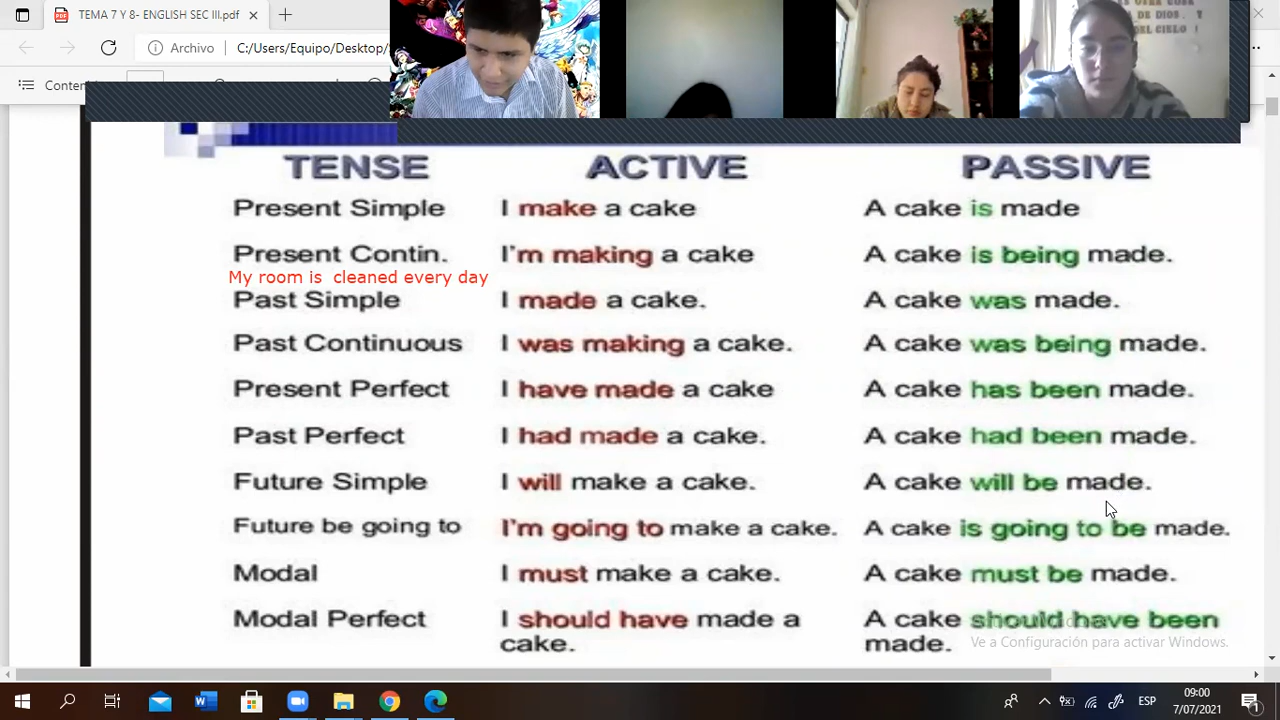 TEMA 7 Y 8- ENGLISH SEC III.pdf
Archivo C:/Users/Equipo/Desktop/
DE DIOS. Y
DEL CIELO !
TENSE ACTIVE PASSIVE
Present Simple I make a cake A cake is made
Present Contin. I'm making a cake A cake is being made.
My room is cleaned every day
Past Simple I made a cake. A cake was made.
Past Continuous I was making a cake. A cake was being made.
Present Perfect I have made a cake A cake has been made.
Past Perfect I had made a cake. A cake had been made.
Future Simple I will make a cake. A cake will be made.
Future be going to I'm going to make a cake. A cake is going to be made.
Modal I must make a cake. A cake must be made.
Modal Perfect I should have made a A cake should have been
cake. made.
Ve a Configuración para activar Windows.
ESP
09:00
7/07/2021